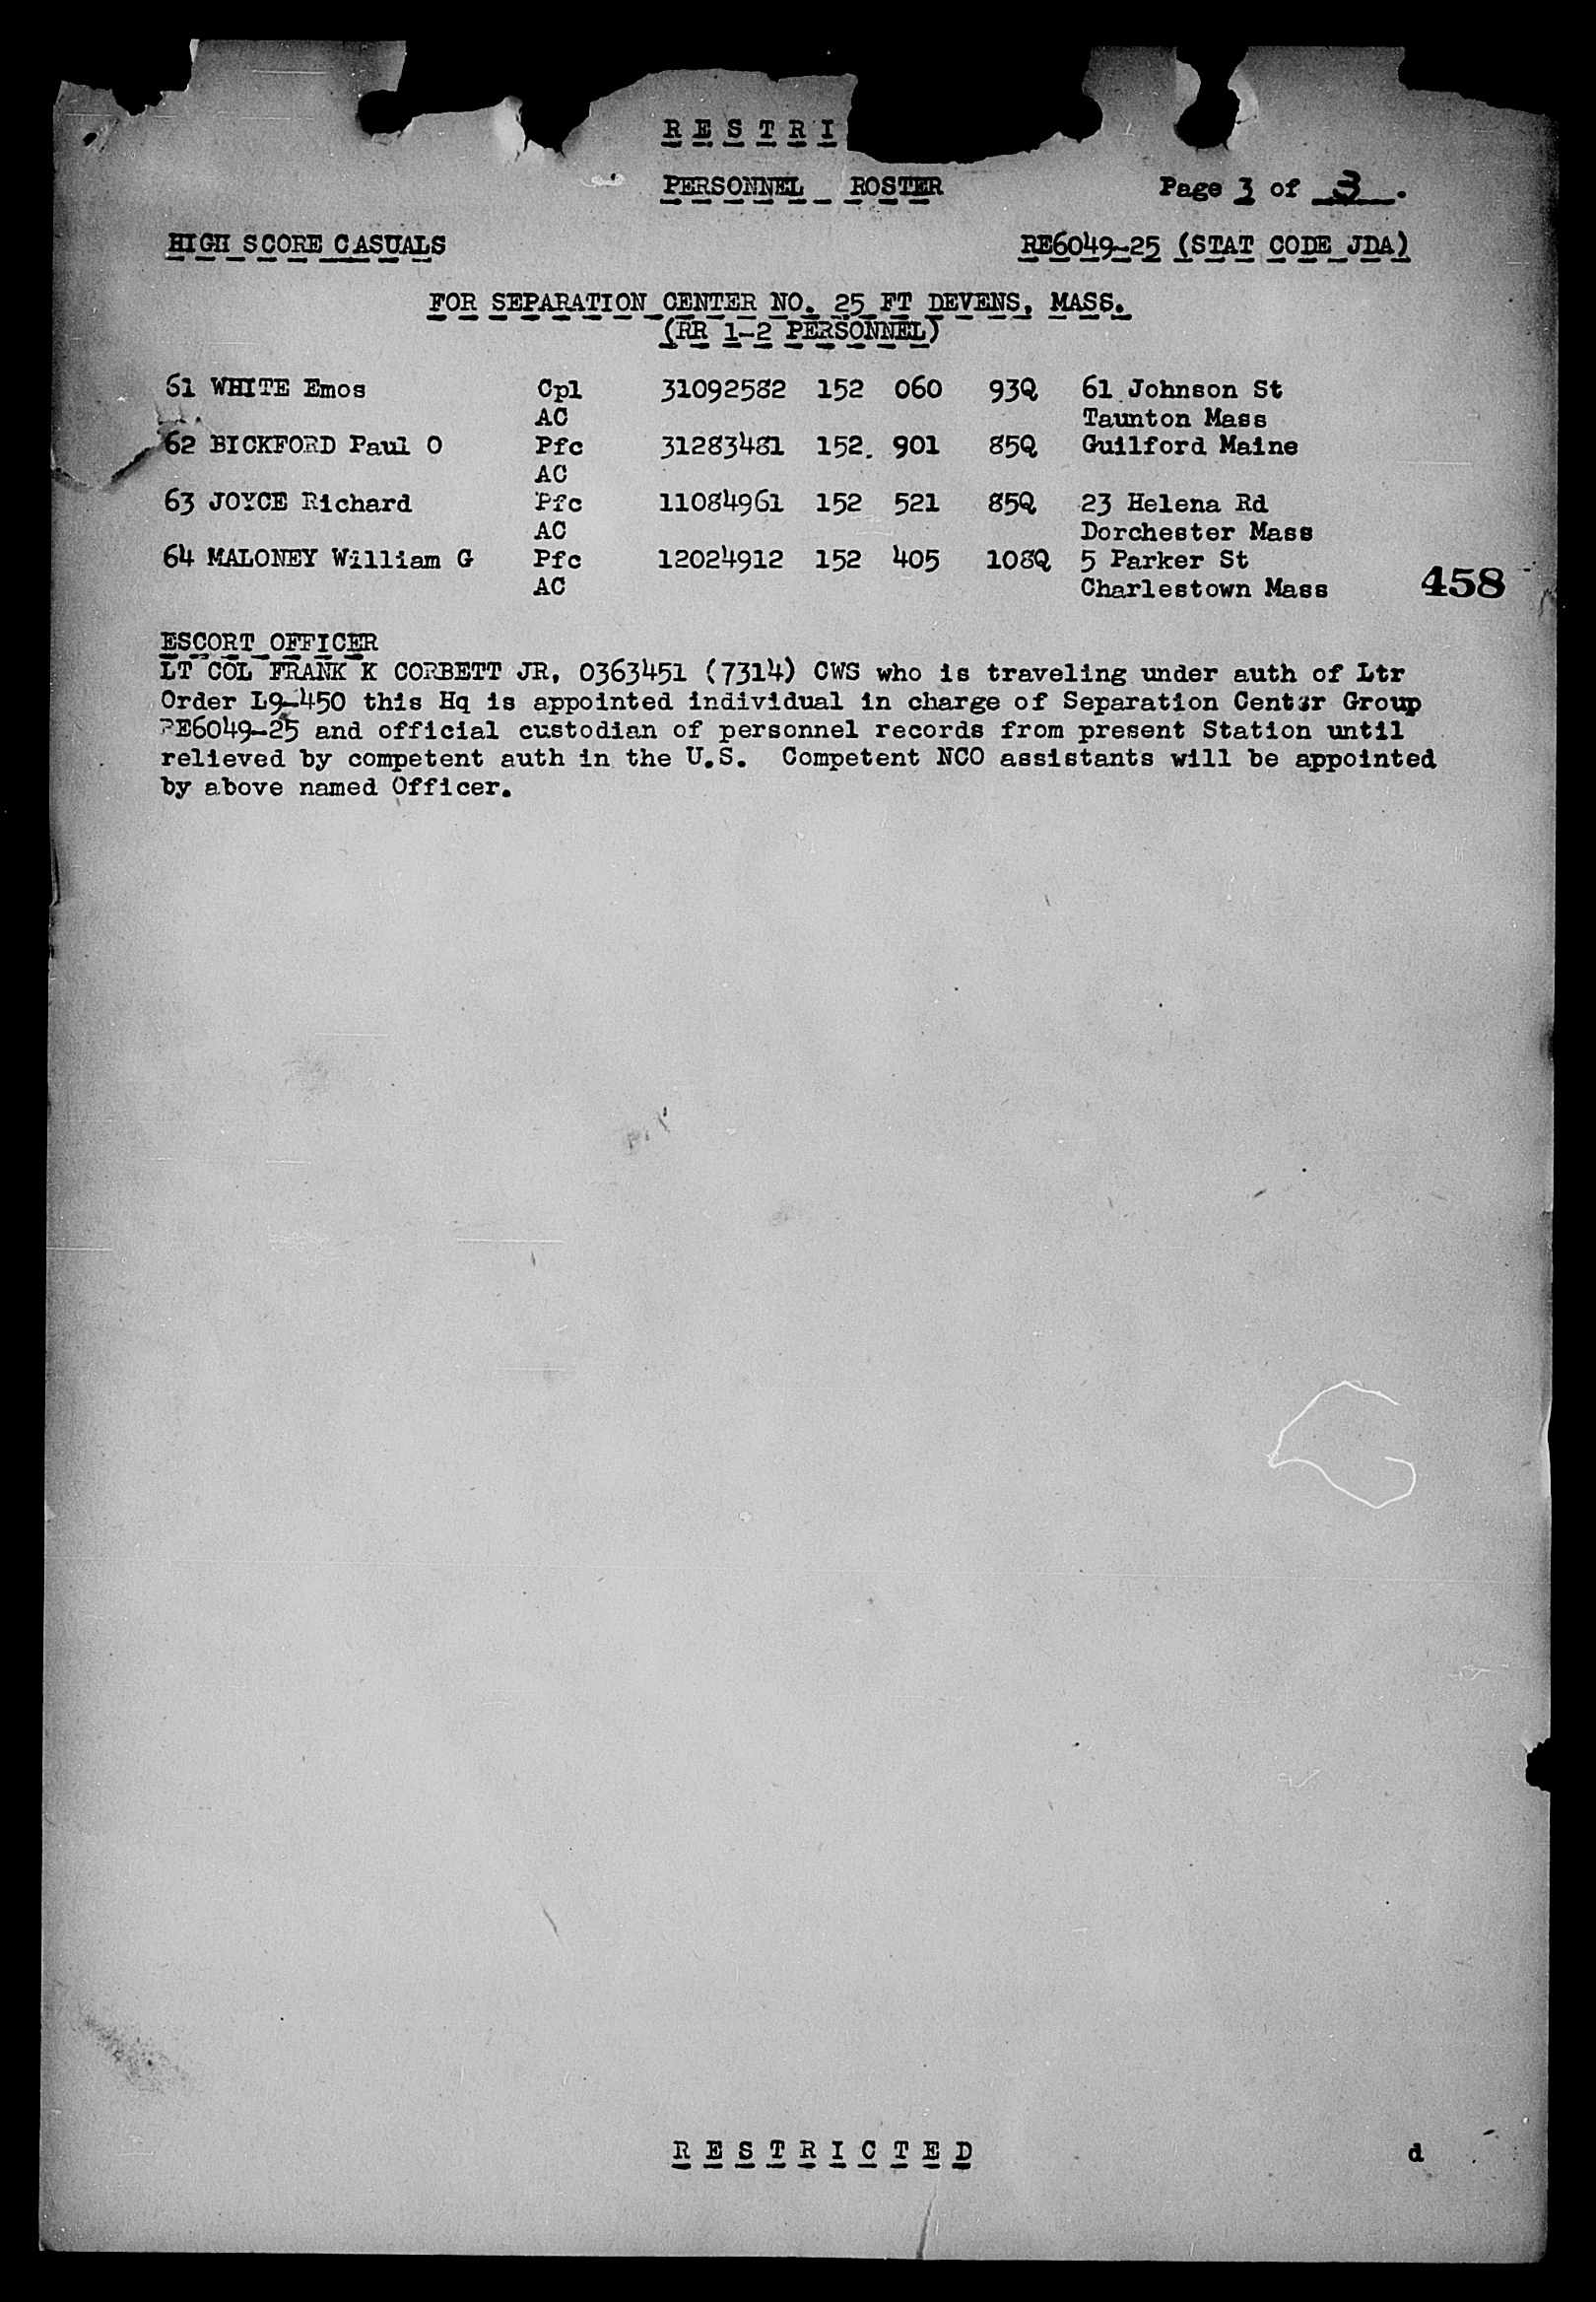 R E S T R I
PERSONNEL ROSTER Page 3 of 3.
HIGH SCORE CASUALS RE6049-25 (STAT CODE JDA)
FOR SEPARATION CENTER NO. 25 FT DEVENS, MASS.
(RR 1-2 PERSONNEL)
61 WHITE Emos Cpl 31092582 152 060 93Q 61 Johnson St
AC Taunton Mass
62 BICKFORD Paul O Pfc 31283481 152. 901 85Q Guilford Maine
AC
63 JOYCE Richard Pfc 11084961 152 521 85Q 23 Helena Rd
AC Dorchester Mass
64 MALONEY William G Pfc 12024912 152 405 108Q 5 Parker St
AC Charlestown Mass 458
ESCORT OFFICER
LT COL FRANK K CORBETT JR, 0363451 (7314) CWS who is traveling under auth of Ltr
Order L9-450 this Hq is appointed individual in charge of Separation Center Group
RE6049-25 and official custodian of personnel records from present Station until
relieved by competent auth in the U.S. Competent NCO assistants will be appointed
by above named Officer.
R E S T R I C T E D d